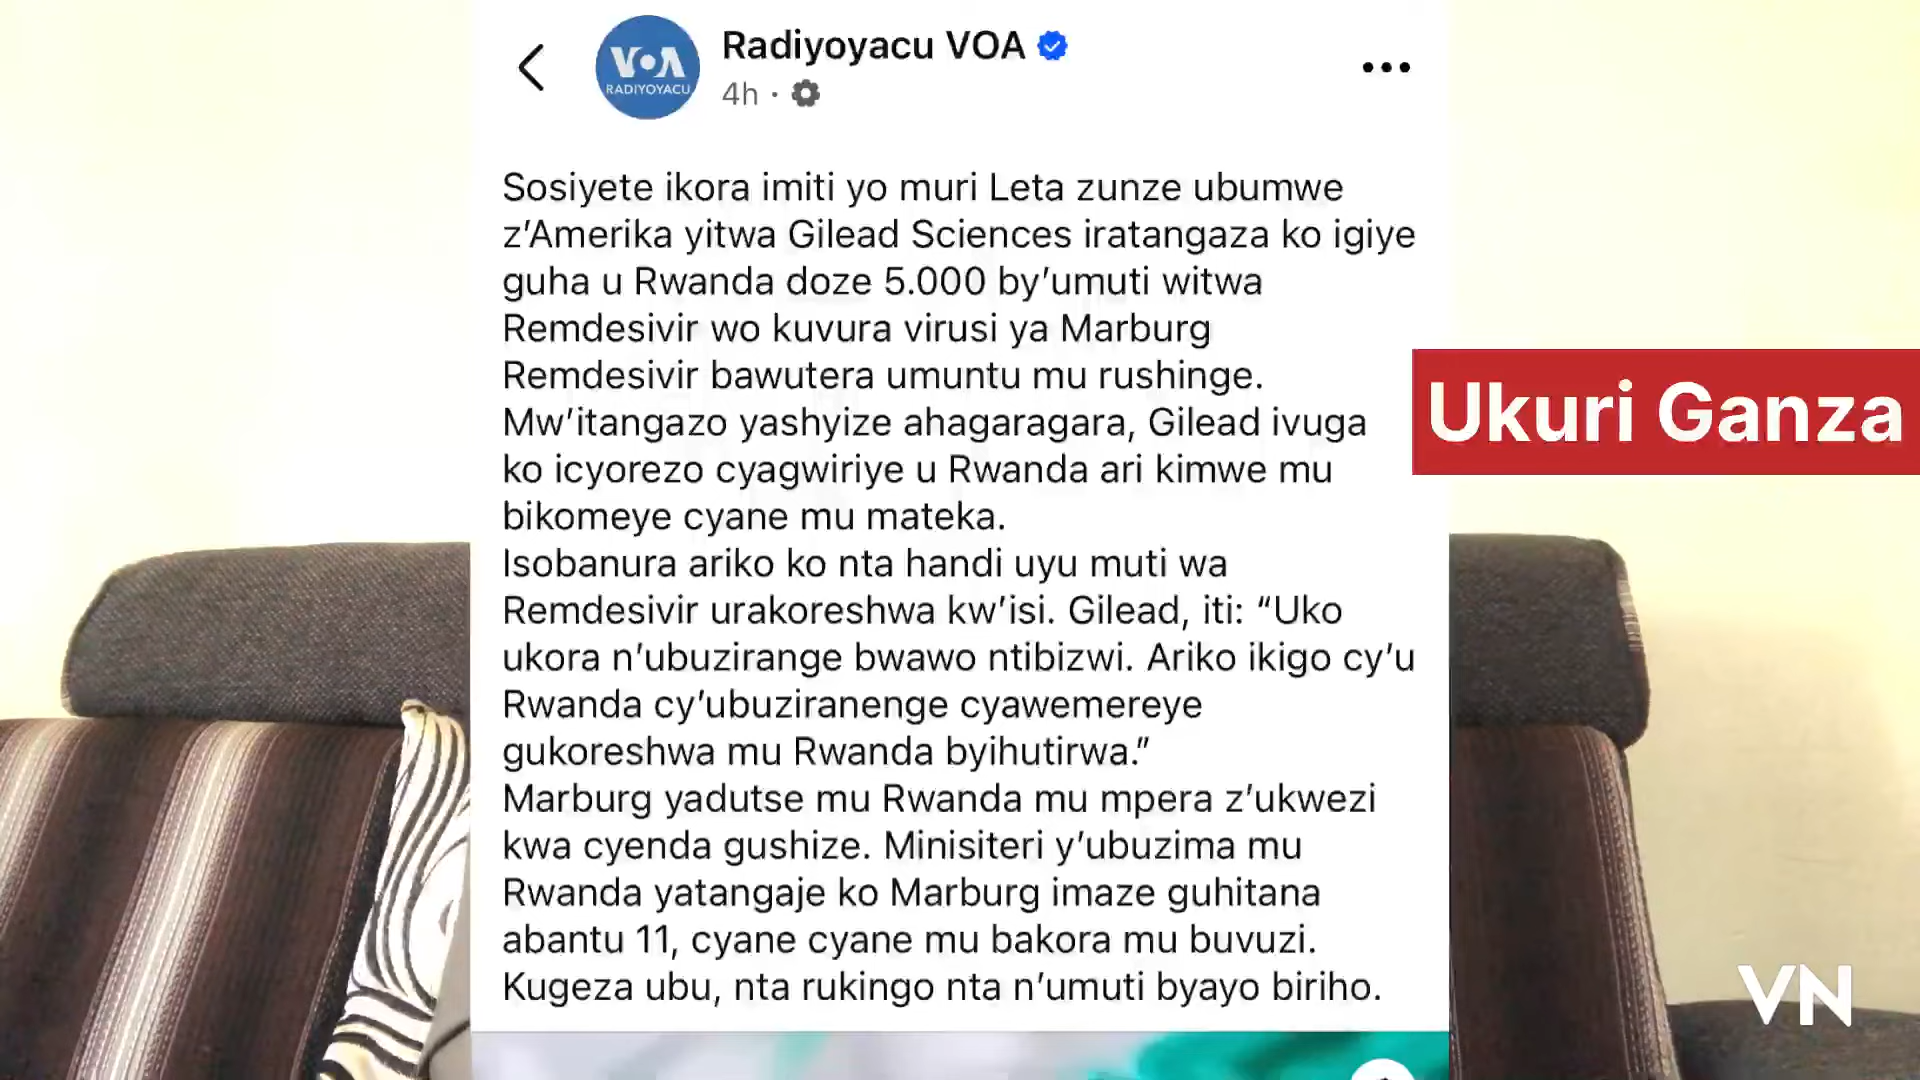 VOA
RADIYOYACU
Radiyoyacu VOA
4h ·
Sosiyete ikora imiti yo muri Leta zunze ubumwe
z’Amerika yitwa Gilead Sciences iratangaza ko igiye
guha u Rwanda doze 5.000 by’umuti witwa
Remdesivir wo kuvura virusi ya Marburg
Remdesivir bawutera umuntu mu rushinge.
Mw’itangazo yashyize ahagaragara, Gilead ivuga
ko icyorezo cyagwiriye u Rwanda ari kimwe mu
bikomeye cyane mu mateka.
Isobanura ariko ko nta handi uyu muti wa
Remdesivir urakoreshwa kw’isi. Gilead, iti: “Uko
ukora n’ubuzirange bwawo ntibizwi. Ariko ikigo cy’u
Rwanda cy’ubuziranenge cyawemereye
gukoreshwa mu Rwanda byihutirwa.”
Marburg yadutse mu Rwanda mu mpera z’ukwezi
kwa cyenda gushize. Minisiteri y’ubuzima mu
Rwanda yatangaje ko Marburg imaze guhitana
abantu 11, cyane cyane mu bakora mu buvuzi.
Kugeza ubu, nta rukingo nta n’umuti byayo biriho.
Ukuri Ganza
VN